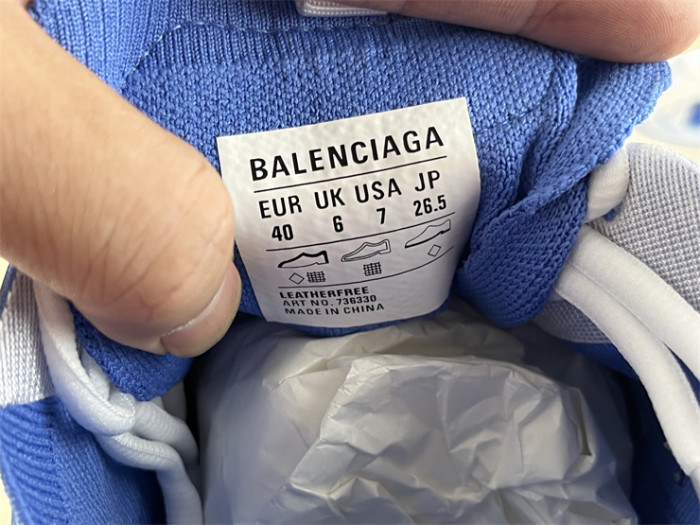 BALENCIAGA
EUR UK USA JP
40 6 7 26.5
LEATHERFREE
ART NO. 736330
MADE IN CHINA